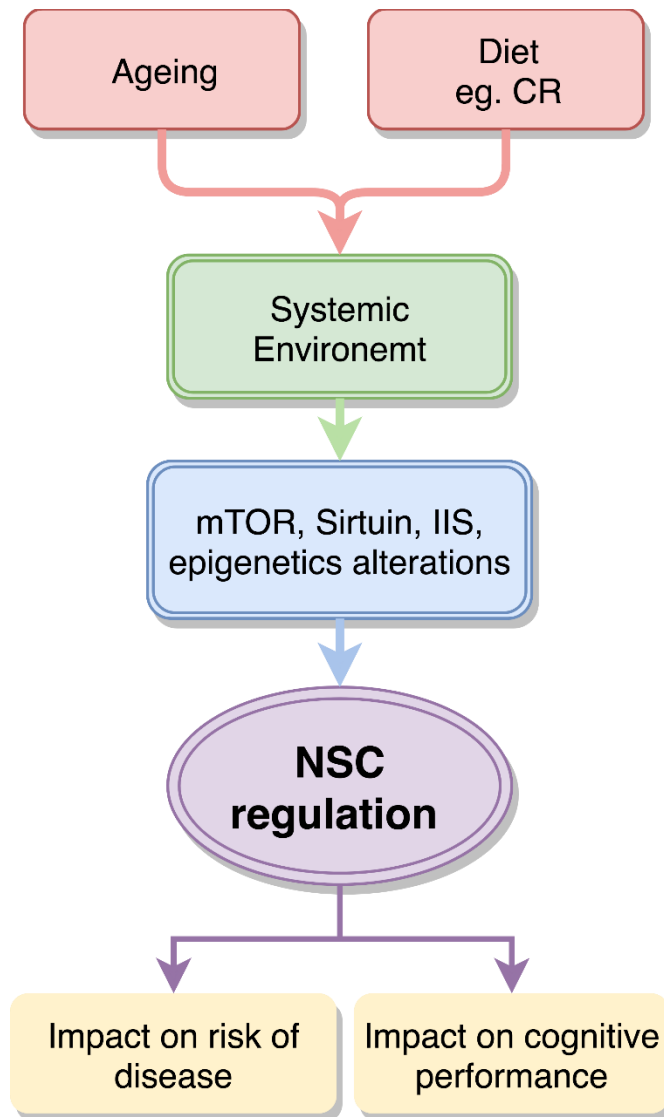 Ageing
Diet
eg. CR
Systemic
Environemt
mTOR, Sirtuin, IIS,
epigenetics alterations
NSC
regulation
Impact on risk of
disease
Impact on cognitive
performance